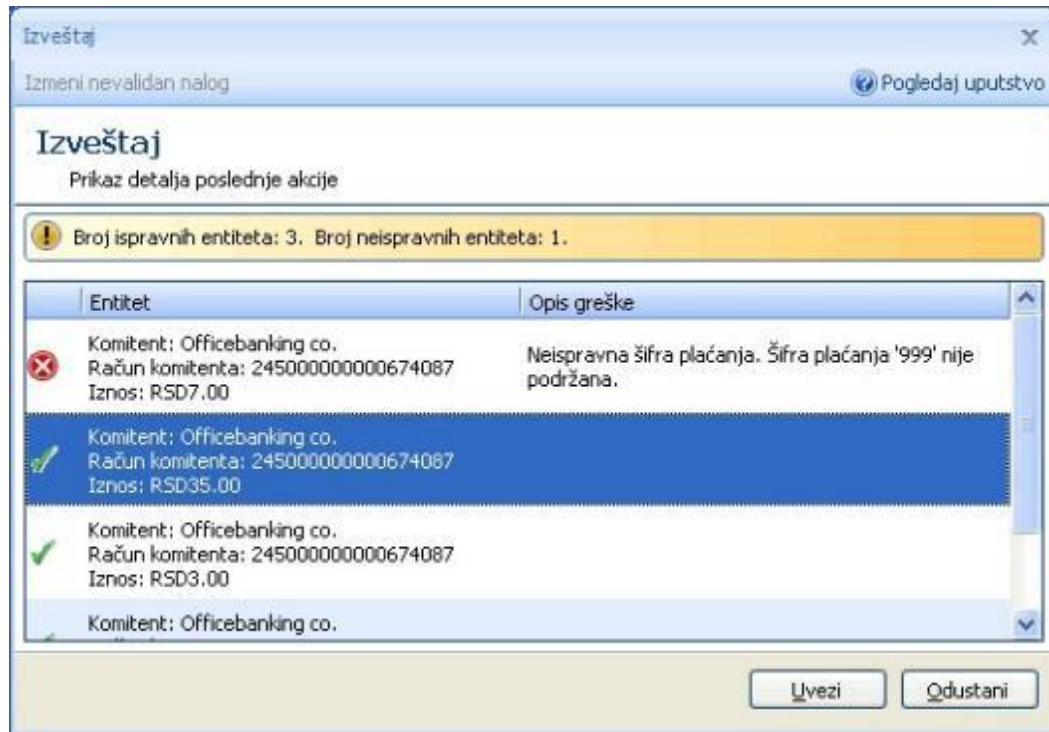 Izveštaj
Izmeni nevalidan nalog
Pogledaj uputstvo
Izveštaj
Prikaz detalja poslednje akcije
Broj ispravnih entiteta: 3. Broj neispravnih entiteta: 1.
Entitet
Opis greške
Komitent: Officebanking co.
Račun komitenta: 245000000000674087
Iznos: RSD7.00
Neispravna šifra plaćanja. Šifra plaćanja '999' nije
podržana.
Komitent: Officebanking co.
Račun komitenta: 245000000000674087
Iznos: RSD35.00
Komitent: Officebanking co.
Račun komitenta: 245000000000674087
Iznos: RSD3.00
Komitent: Officebanking co.
Uvezi
Odustani